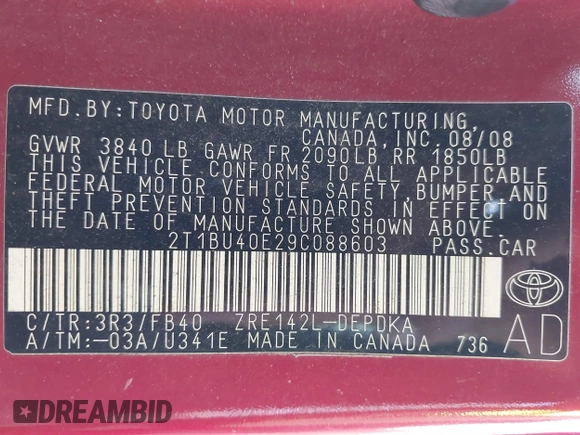 MFD. BY: TOYOTA MOTOR MANUFACTURING,
CANADA, INC. 08/08
GVWR 3840 LB GAWR FR 2090LB RR 1850LB
THIS VEHICLE CONFORMS TO ALL APPLICABLE
FEDERAL MOTOR VEHICLE SAFETY, BUMPER AND
THEFT PREVENTION STANDARDS IN EFFECT ON
THE DATE OF MANUFACTURE SHOWN ABOVE.
2T1BU40E29C088603 PASS.CAR
C/TR:3R3/FB40 ZRE142L-DEPDKA
A/TM:-03A/U341E MADE IN CANADA 736
AD
DREAMBID